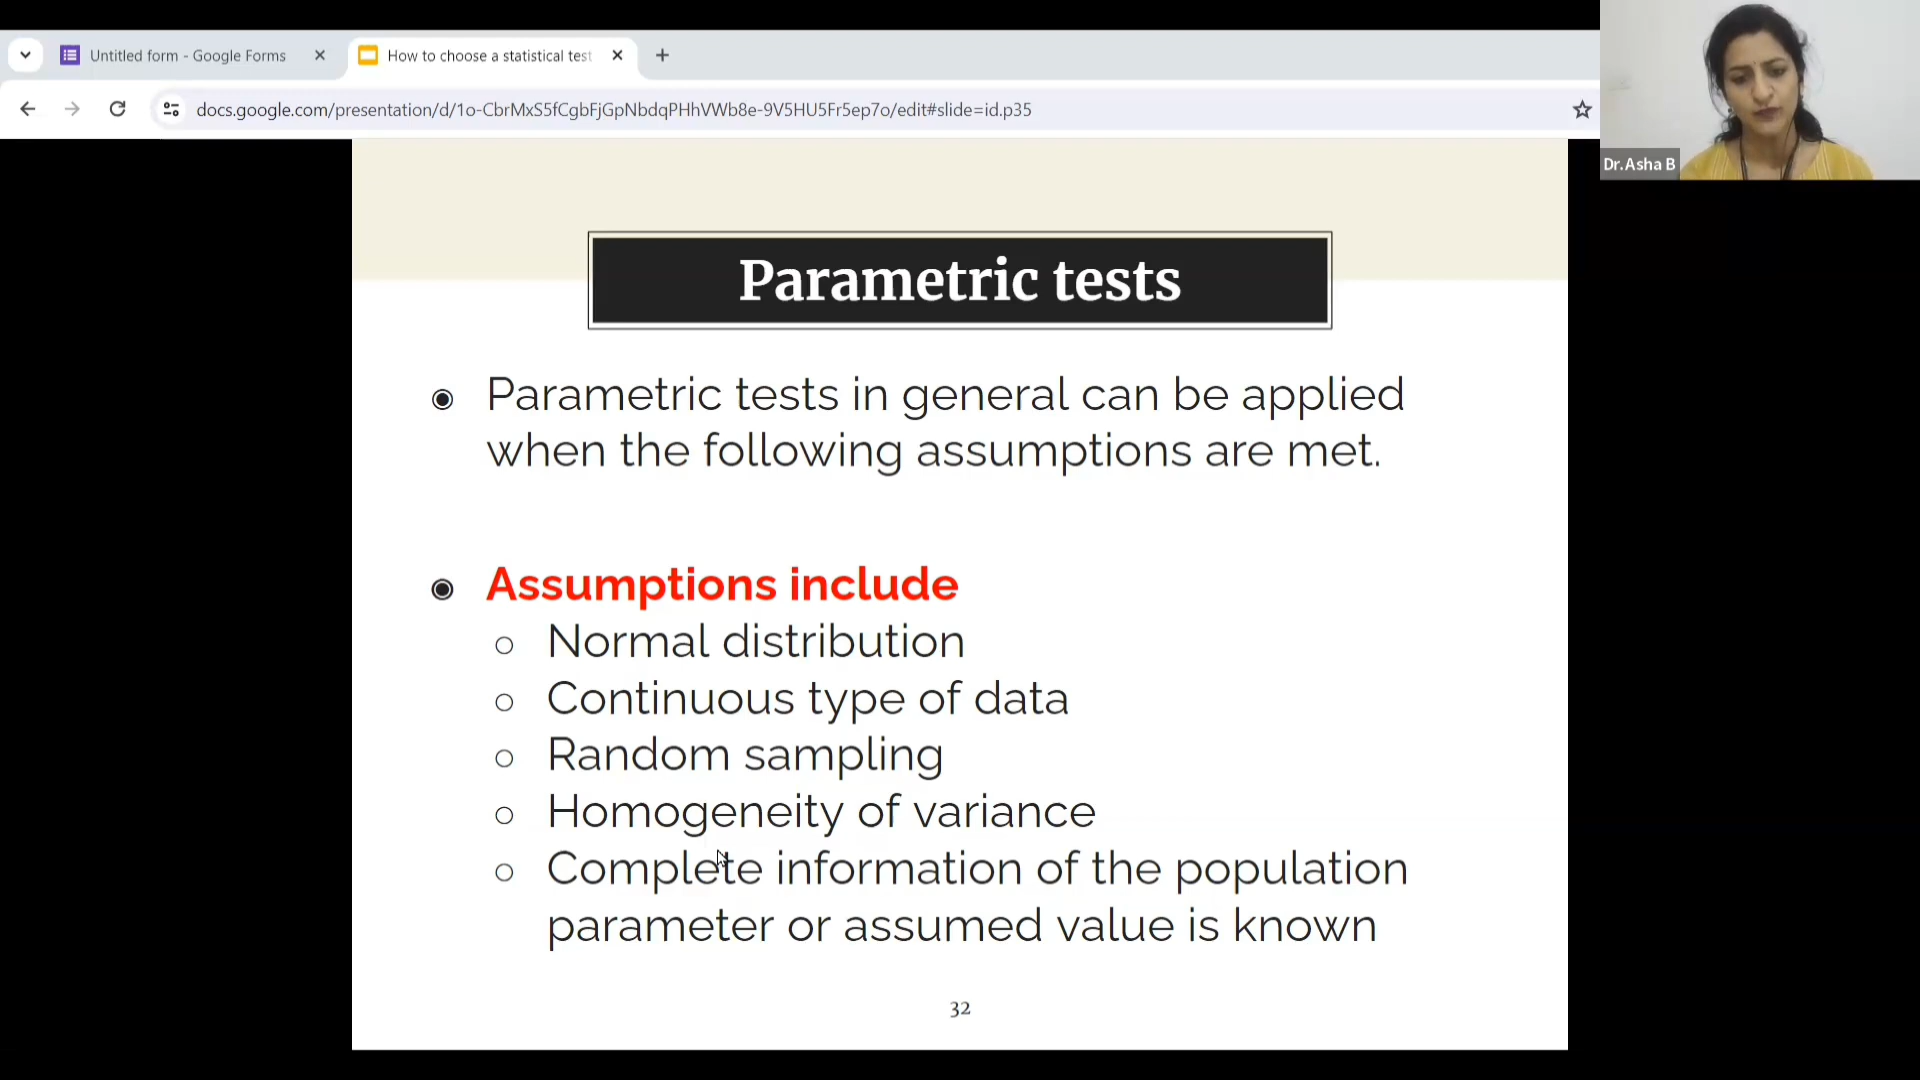 Untitled form - Google Forms
How to choose a statistical test
docs.google.com/presentation/d/1o-CbrMxS5fCgbFjGpNbdqPHhVWb8e-9V5HU5Fr5ep7o/edit#slide=id.p35
Dr.Asha B
Parametric tests
Parametric tests in general can be applied
when the following assumptions are met.
Assumptions include
Normal distribution
Continuous type of data
Random sampling
Homogeneity of variance
Complete information of the population
parameter or assumed value is known
32